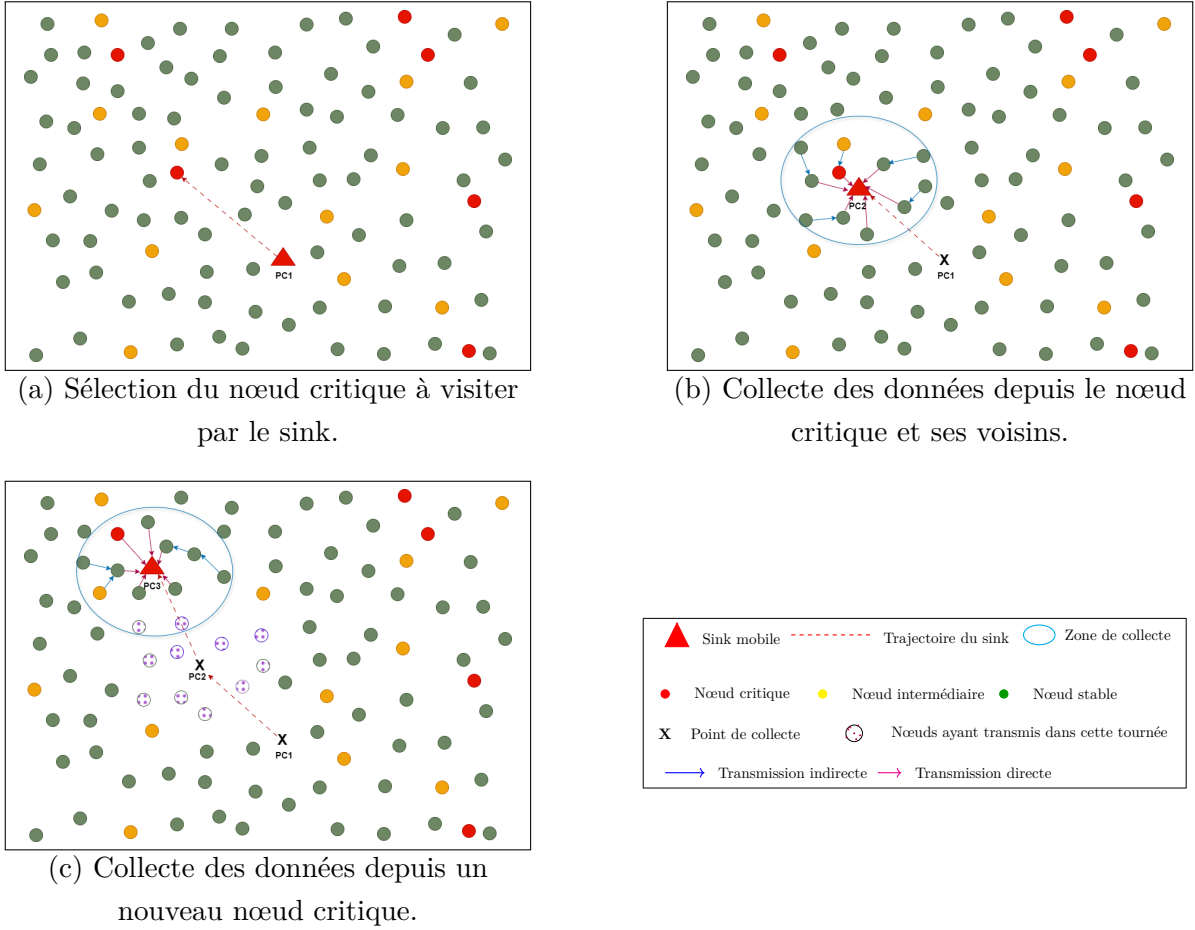 PC1
(a) Sélection du nœud critique à visiter
par le sink.
PC2
PC1
(b) Collecte des données depuis le nœud
critique et ses voisins.
PC3
PC2
PC1
(c) Collecte des données depuis un
nouveau nœud critique.
Sink mobile Trajectoire du sink Zone de collecte
Nœud critique Nœud intermédiaire Nœud stable
X Point de collecte Nœuds ayant transmis dans cette tournée
Transmission indirecte Transmission directe